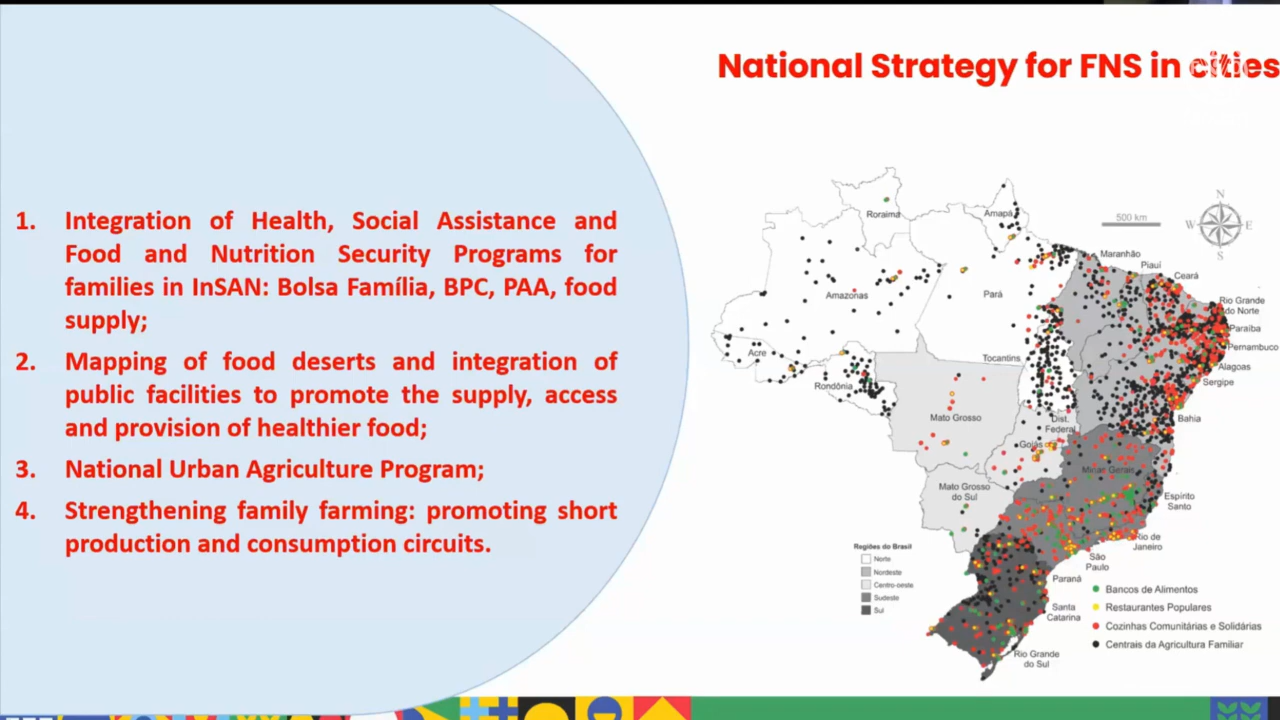 National Strategy for FNS in cities
1. Integration of Health, Social Assistance and
Food and Nutrition Security Programs for
families in InSAN: Bolsa Família, BPC, PAA, food
supply;
2. Mapping of food deserts and integration of
public facilities to promote the supply, access
and provision of healthier food;
3. National Urban Agriculture Program;
4. Strengthening family farming: promoting short
production and consumption circuits.
Roraima
Amapá
500 km
N
W
E
S
Maranhão
Piauí
Ceará
Rio Grande
do Norte
Paraíba
Pernambuco
Alagoas
Sergipe
Bahia
Amazonas
Pará
Acre
Rondônia
Tocantins
Mato Grosso
Dist.
Federal
Goiás
Minas Gerais
Mato Grosso
do Sul
Espírito
Santo
Rio de
Janeiro
São
Paulo
Paraná
Santa
Catarina
Rio Grande
do Sul
Regiões do Brasil
Norte
Nordeste
Centro-oeste
Sudeste
Sul
Bancos de Alimentos
Restaurantes Populares
Cozinhas Comunitárias e Solidárias
Centrais da Agricultura Familiar